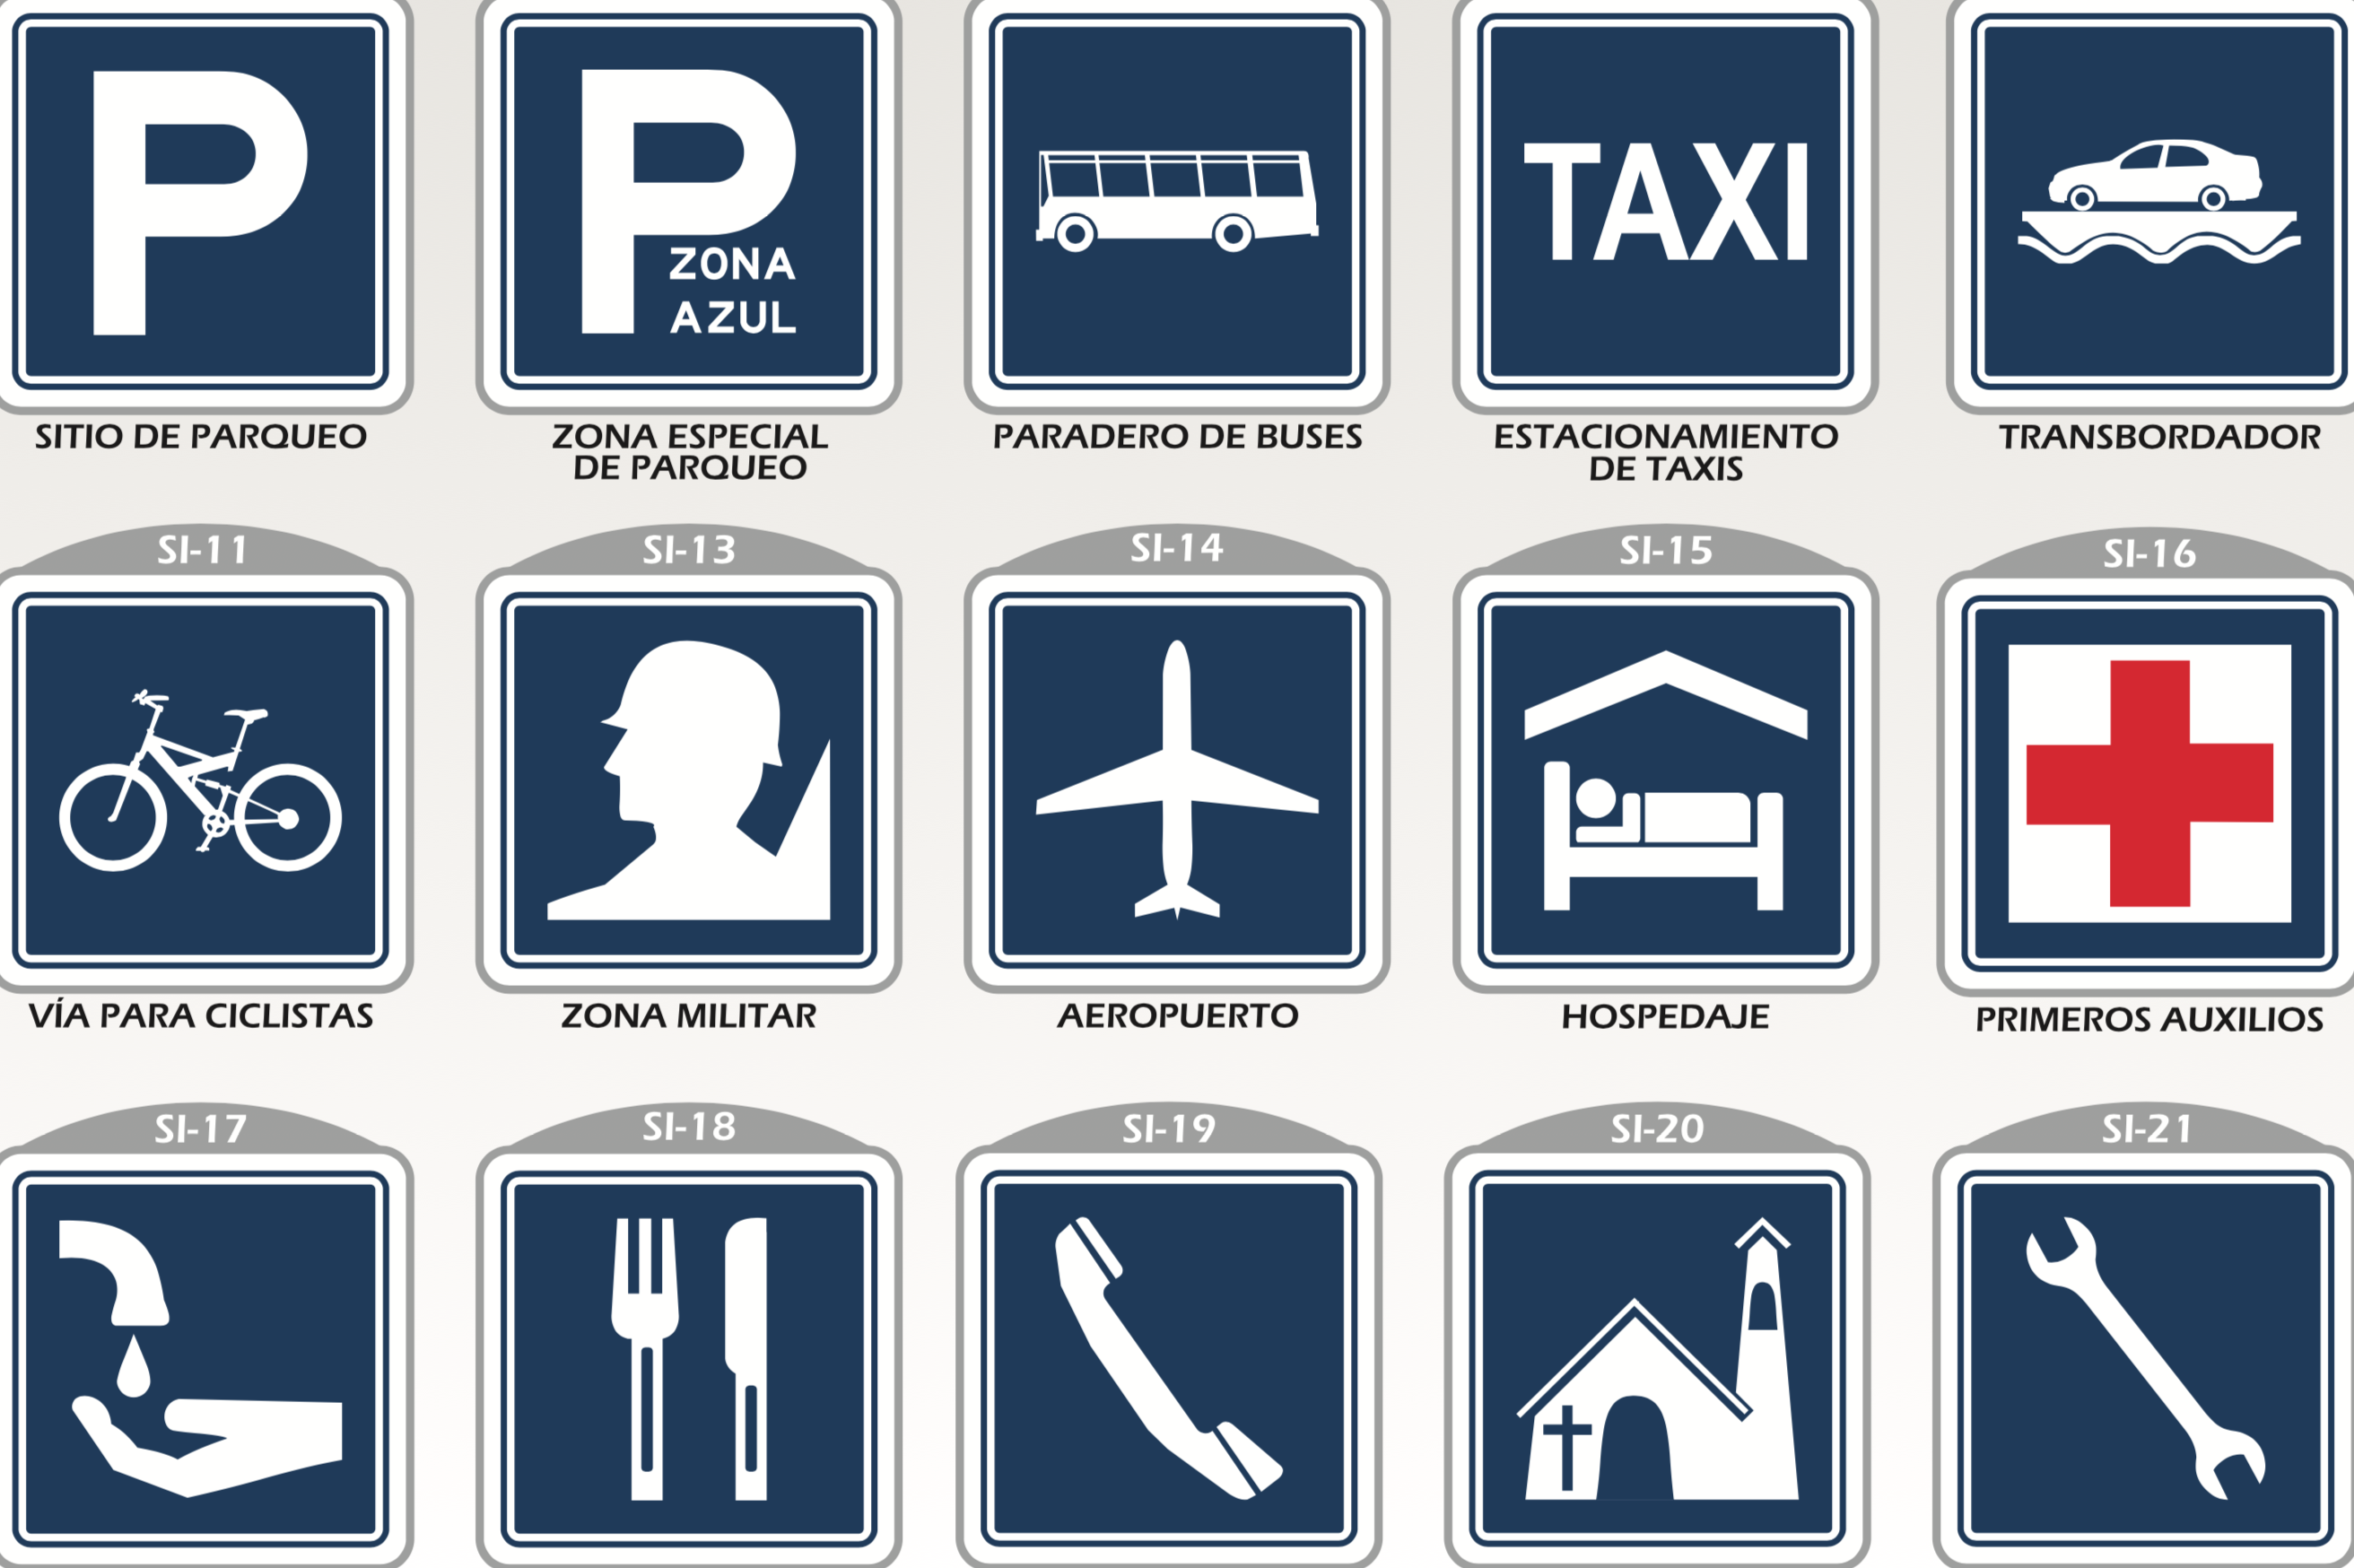 P
P
ZONA
AZUL
TAXI
SITIO DE PARQUEO
ZONA ESPECIAL
DE PARQUEO
PARADERO DE BUSES
ESTACIONAMIENTO
DE TAXIS
TRANSBORDADOR
SI-11
SI-13
SI-14
SI-15
SI-16
VÍA PARA CICLISTAS
ZONA MILITAR
AEROPUERTO
HOSPEDAJE
PRIMEROS AUXILIOS
SI-17
SI-18
SI-19
SI-20
SI-21